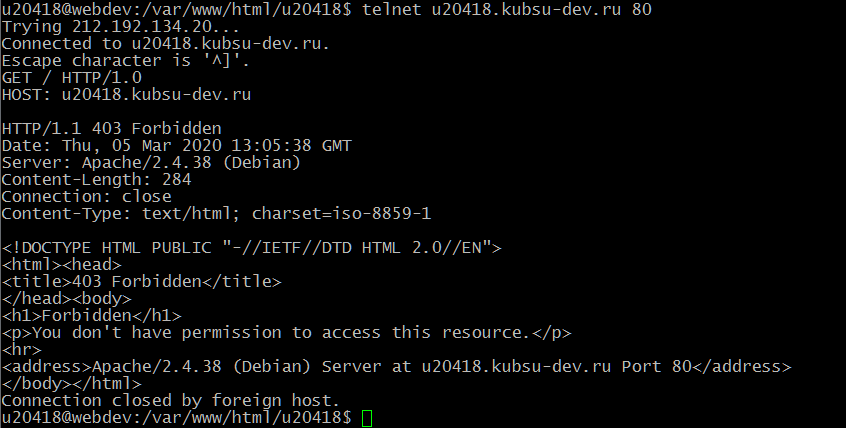 u20418@webdev:/var/www/html/u20418$ telnet u20418.kubsu-dev.ru 80
Trying 212.192.134.20...
Connected to u20418.kubsu-dev.ru.
Escape character is '^]'.
GET / HTTP/1.0
HOST: u20418.kubsu-dev.ru
HTTP/1.1 403 Forbidden
Date: Thu, 05 Mar 2020 13:05:38 GMT
Server: Apache/2.4.38 (Debian)
Content-Length: 284
Connection: close
Content-Type: text/html; charset=iso-8859-1
<!DOCTYPE HTML PUBLIC "-//IETF//DTD HTML 2.0//EN">
<html><head>
<title>403 Forbidden</title>
</head><body>
<h1>Forbidden</h1>
<p>You don't have permission to access this resource.</p>
<hr>
<address>Apache/2.4.38 (Debian) Server at u20418.kubsu-dev.ru Port 80</address>
</body></html>
Connection closed by foreign host.
u20418@webdev:/var/www/html/u20418$